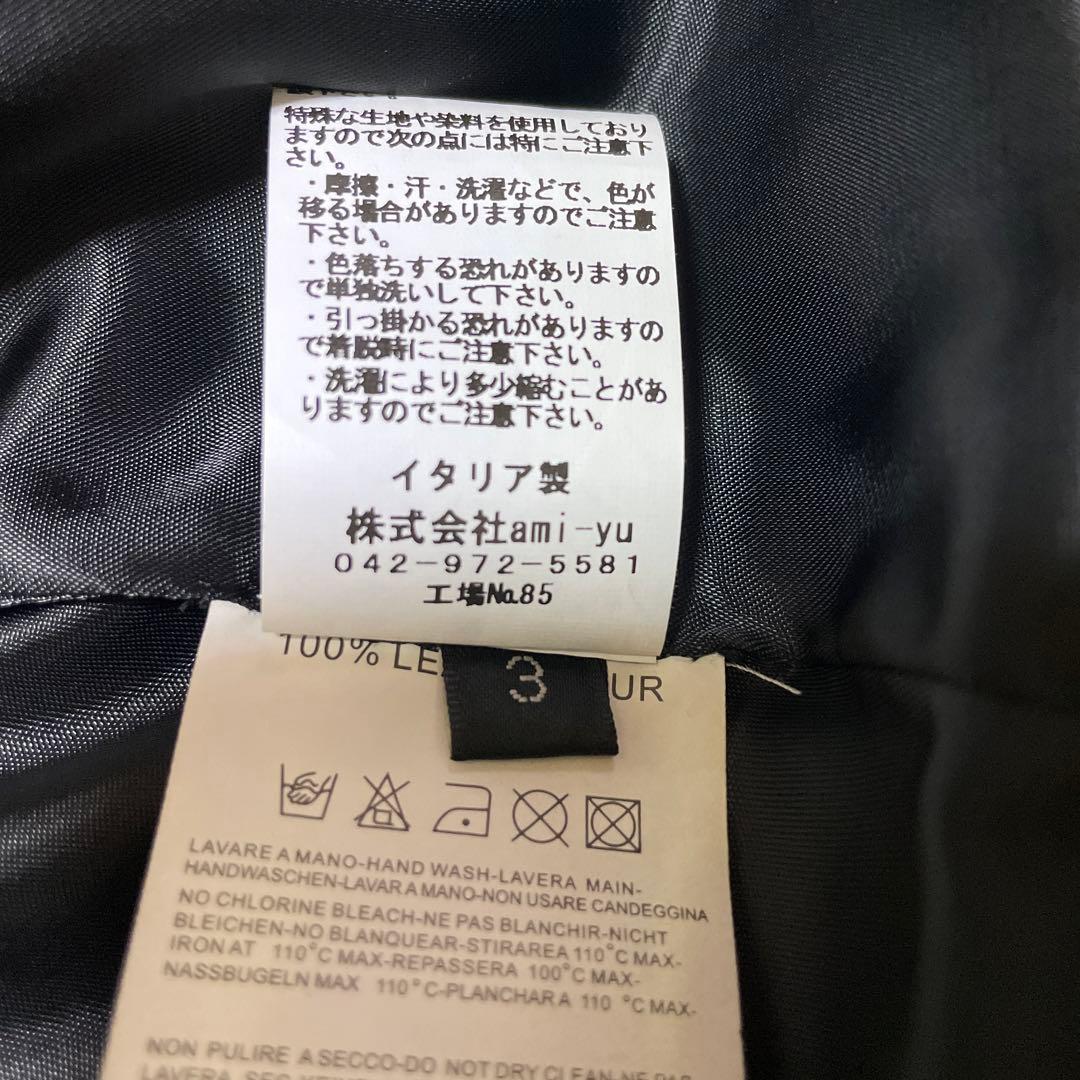 特殊な生地や染料を使用しており
ますので次の点には特にご注意下
さい。
・摩擦・汗・洗濯などで、色が
移る場合がありますのでご注意
下さい。
・色落ちする恐れがありますの
で単独洗いして下さい。
・引っ掛かる恐れがありますの
で着脱時にご注意下さい。
・洗濯により多少縮むことがあ
りますのでご注意下さい。
イタリア製
株式会社ami-yu
042-972-5581
工場No.85
100% LE
3
UR
LAVARE A MANO-HAND WASH-LAVERA MAIN-
HANDWASCHEN-LAVAR A MANO-NON USARE CANDEGGINA
NO CHLORINE BLEACH-NE PAS BLANCHIR-NICHT
BLEICHEN-NO BLANQUEAR-STIRAREA 110°C MAX-
IRON AT 110°C MAX-REPASSERA 100°C MAX-
NASSBUGELN MAX 110°C-PLANCHAR A 110 °C MAX-
NON PULIRE A SECCO-DO NOT DRY CLEAN-NE PAS